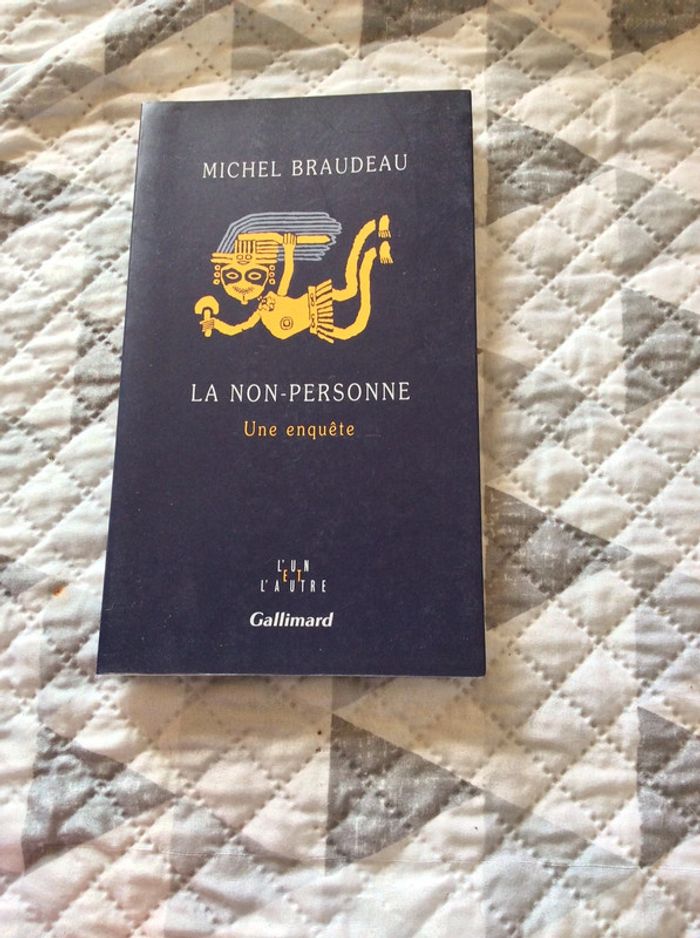 MICHEL BRAUDEAU
LA NON-PERSONNE
Une enquête
L'UN
ET
L'AUTRE
Gallimard